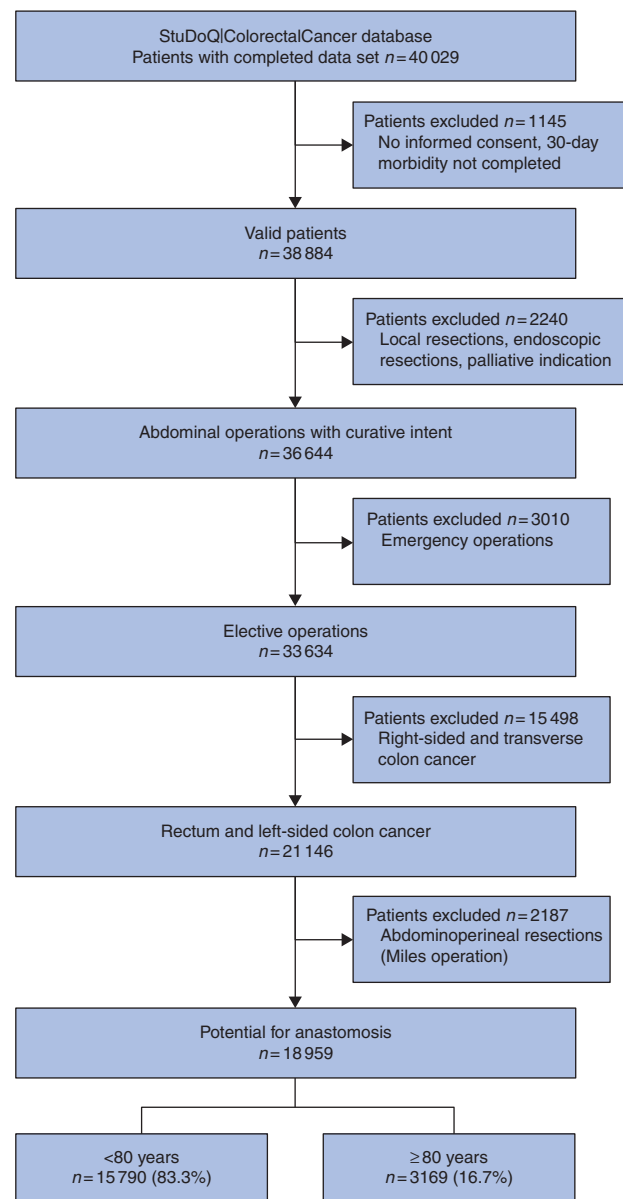 StuDoQ|ColorectalCancer database
Patients with completed data set n=40 029
Patients excluded n=1145
No informed consent, 30-day
morbidity not completed
Valid patients
n=38 884
Patients excluded n=2240
Local resections, endoscopic
resections, palliative indication
Abdominal operations with curative intent
n=36 644
Patients excluded n=3010
Emergency operations
Elective operations
n=33 634
Patients excluded n=15 498
Right-sided and transverse
colon cancer
Rectum and left-sided colon cancer
n=21 146
Patients excluded n=2187
Abdominoperineal resections
(Miles operation)
Potential for anastomosis
n=18 959
<80 years
n=15 790 (83.3%)
≥80 years
n=3169 (16.7%)